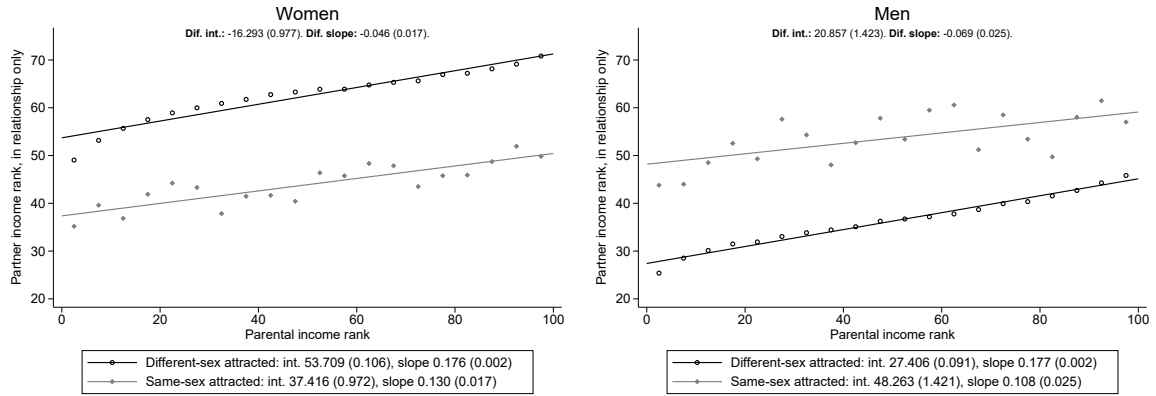 Women
Dif. int.: -16.293 (0.977). Dif. slope: -0.046 (0.017).
Partner income rank, in relationship only
70
60
50
40
30
20
0 20 40 60 80 100
Parental income rank
Different-sex attracted: int. 53.709 (0.106), slope 0.176 (0.002)
Same-sex attracted: int. 37.416 (0.972), slope 0.130 (0.017)
Men
Dif. int.: 20.857 (1.423). Dif. slope: -0.069 (0.025).
Partner income rank, in relationship only
70
60
50
40
30
20
0 20 40 60 80 100
Parental income rank
Different-sex attracted: int. 27.406 (0.091), slope 0.177 (0.002)
Same-sex attracted: int. 48.263 (1.421), slope 0.108 (0.025)